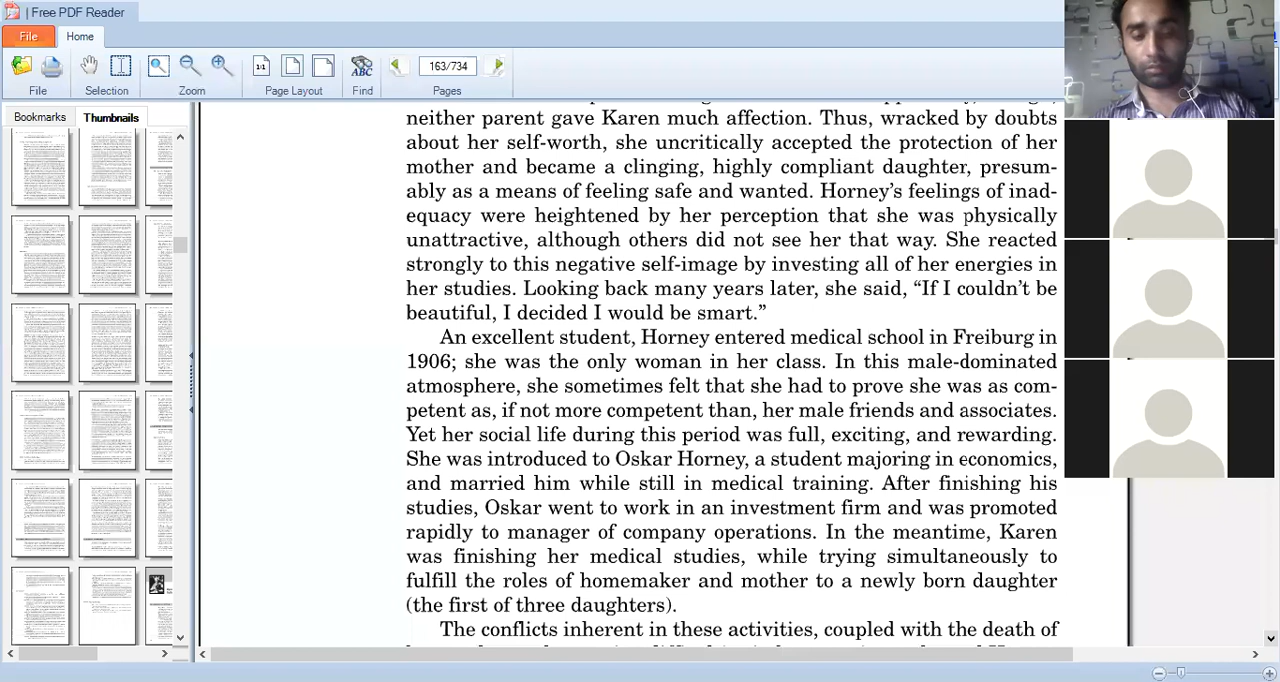 | Free PDF Reader
File
Home
1:1
ABC
163/734
File
Selection
Zoom
Page Layout
Find
Pages
Bookmarks
Thumbnails
neither parent gave Karen much affection. Thus, wracked by doubts
about her self-worth, she uncritically accepted the protection of her
mother and became a clinging, highly compliant daughter, presum-
ably as a means of feeling safe and wanted. Horney’s feelings of inad-
equacy were heightened by her perception that she was physically
unattractive, although others did not see her that way. She reacted
strongly to this negative self-image by investing all of her energies in
her studies. Looking back many years later, she said, “If I couldn’t be
beautiful, I decided I would be smart.”
An excellent student, Horney entered medical school in Freiburg in
1906; she was the only woman in her class. In this male-dominated
atmosphere, she sometimes felt that she had to prove she was as com-
petent as, if not more competent than, her male friends and associates.
Yet her social life during this period was full, exciting, and rewarding.
She was introduced to Oskar Horney, a student majoring in economics,
and married him while still in medical training. After finishing his
studies, Oskar went to work in an investment firm and was promoted
rapidly to manager of company operations. In the meantime, Karen
was finishing her medical studies, while trying simultaneously to
fulfill the roles of homemaker and mother to a newly born daughter
(the first of three daughters).
The conflicts inherent in these activities, coupled with the death of